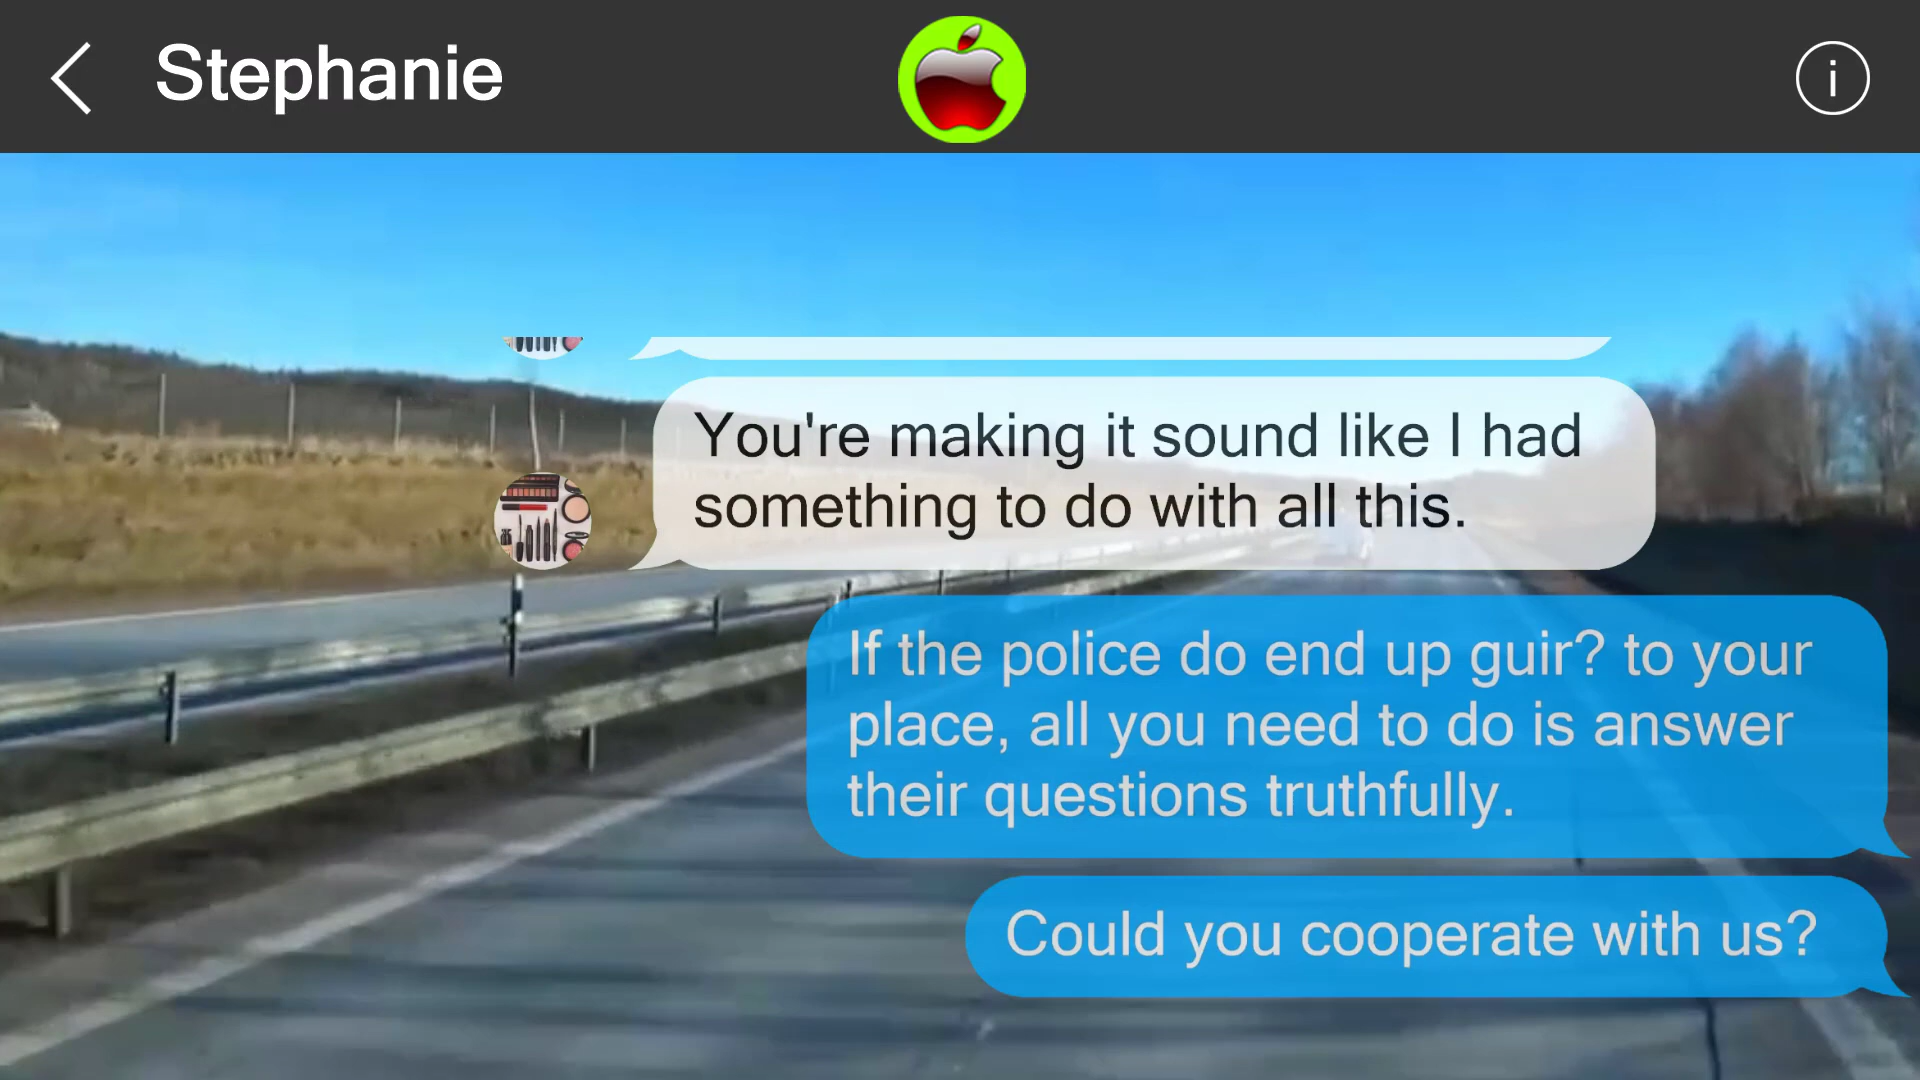 Stephanie
i
You're making it sound like I had
something to do with all this.
If the police do end up guir? to your
place, all you need to do is answer
their questions truthfully.
Could you cooperate with us?